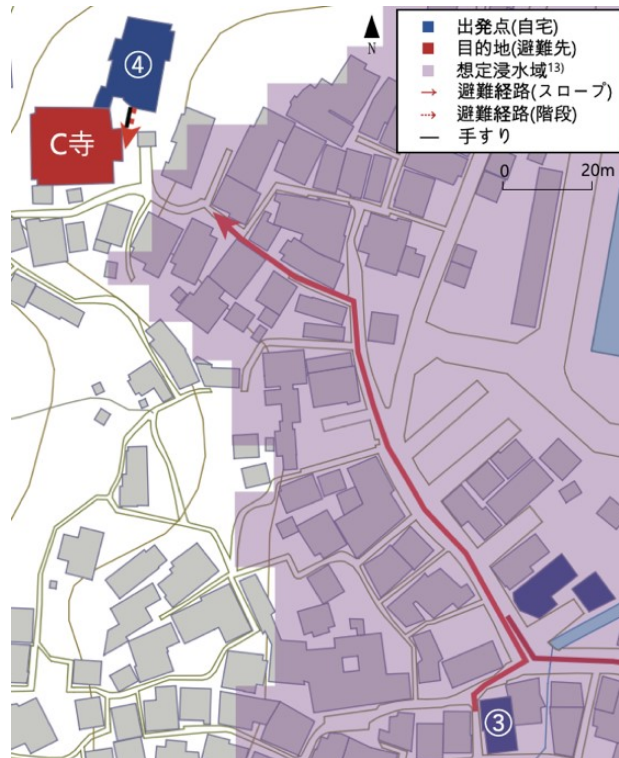 ④
C寺
N
出発点(自宅)
目的地(避難先)
想定浸水域¹³⁾
避難経路(スロープ)
避難経路(階段)
手すり
0 20m
③